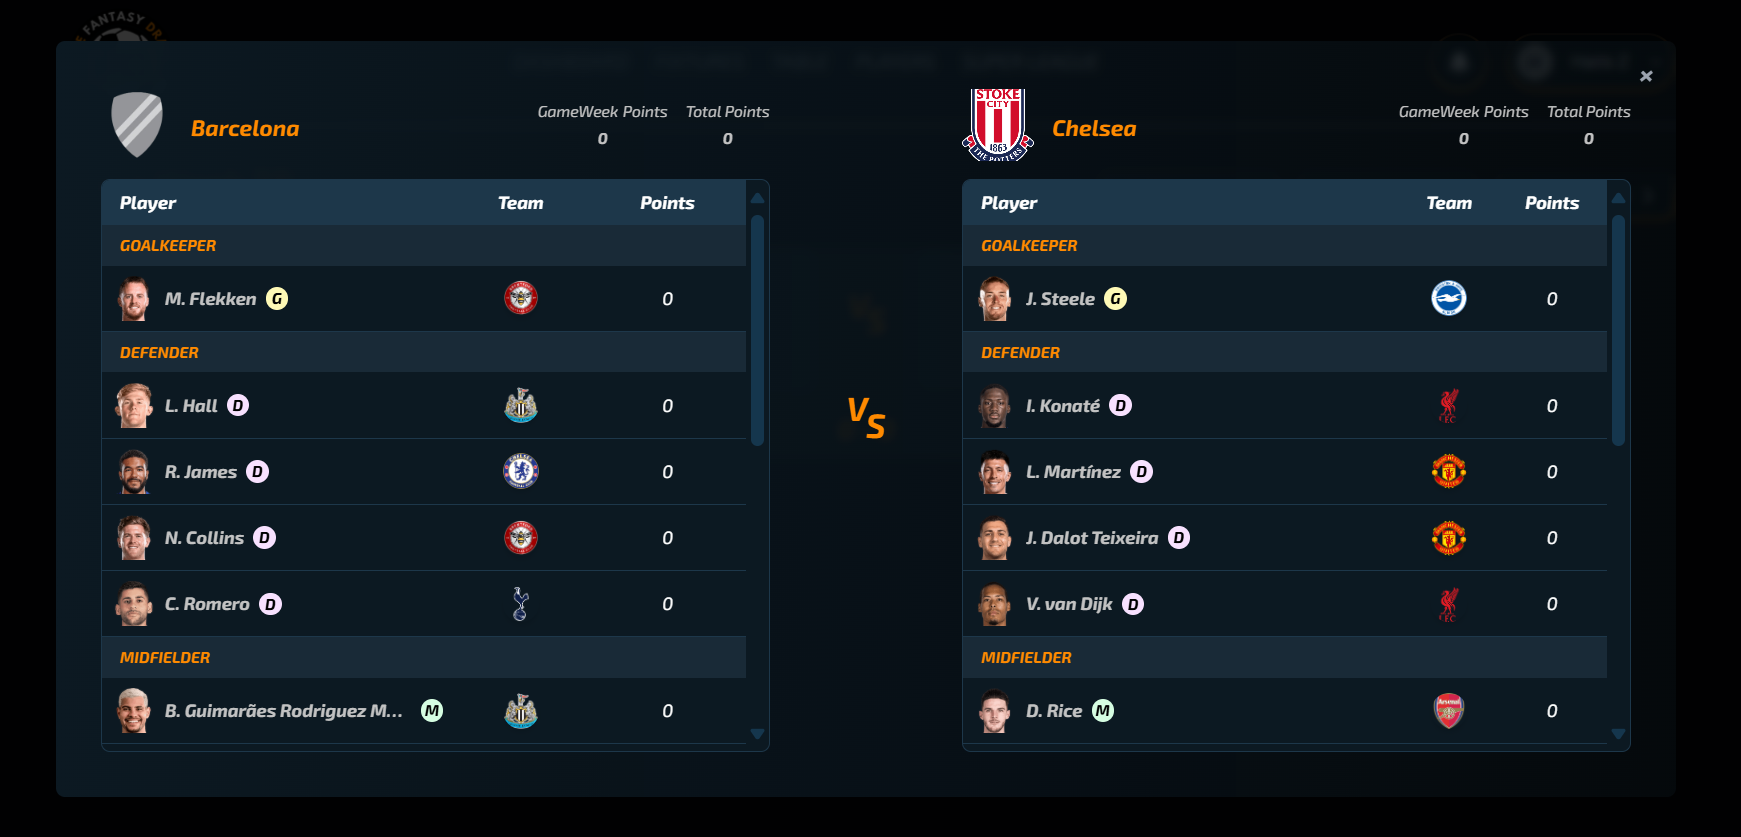 FANTASY
Barcelona
GameWeek Points
Total Points
0
0
Player
Team
Points
GOALKEEPER
M. Flekken
G
0
DEFENDER
L. Hall
D
0
R. James
D
0
N. Collins
D
0
C. Romero
D
0
MIDFIELDER
B. Guimarães Rodriguez M...
M
0
VS
STOKE
CITY
1863
THE POTTERS
Chelsea
GameWeek Points
Total Points
0
0
Player
Team
Points
GOALKEEPER
J. Steele
G
0
DEFENDER
I. Konaté
D
0
L. Martínez
D
0
J. Dalot Teixeira
D
0
V. van Dijk
D
0
MIDFIELDER
D. Rice
M
0